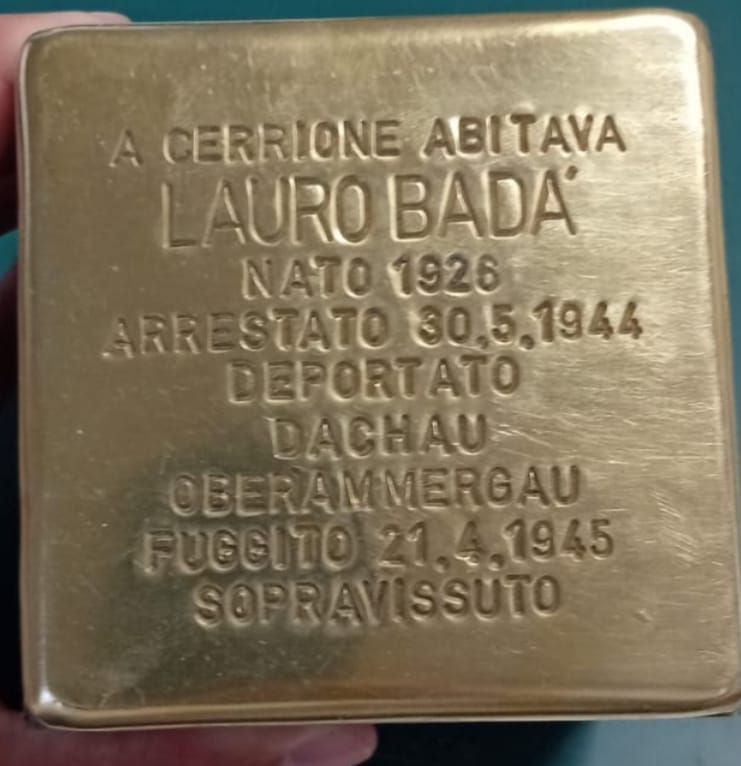 A CERRIONE ABITAVA
LAURO BADA´
NATO 1926
ARRESTATO 30.5.1944
DEPORTATO
DACHAU
OBERAMMERGAU
FUGGITO 21.4.1945
SOPRAVISSUTO